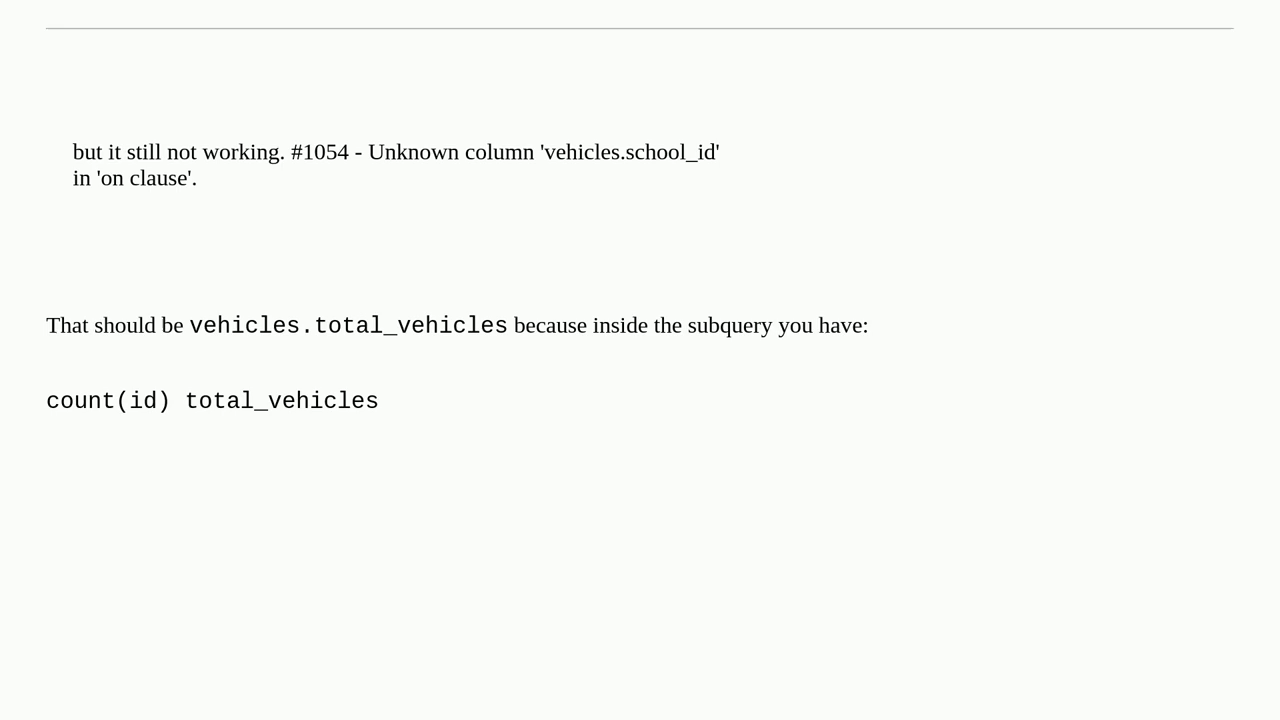 but it still not working. #1054 - Unknown column 'vehicles.school_id'
in 'on clause'.
That should be vehicles.total_vehicles because inside the subquery you have:
count(id) total_vehicles